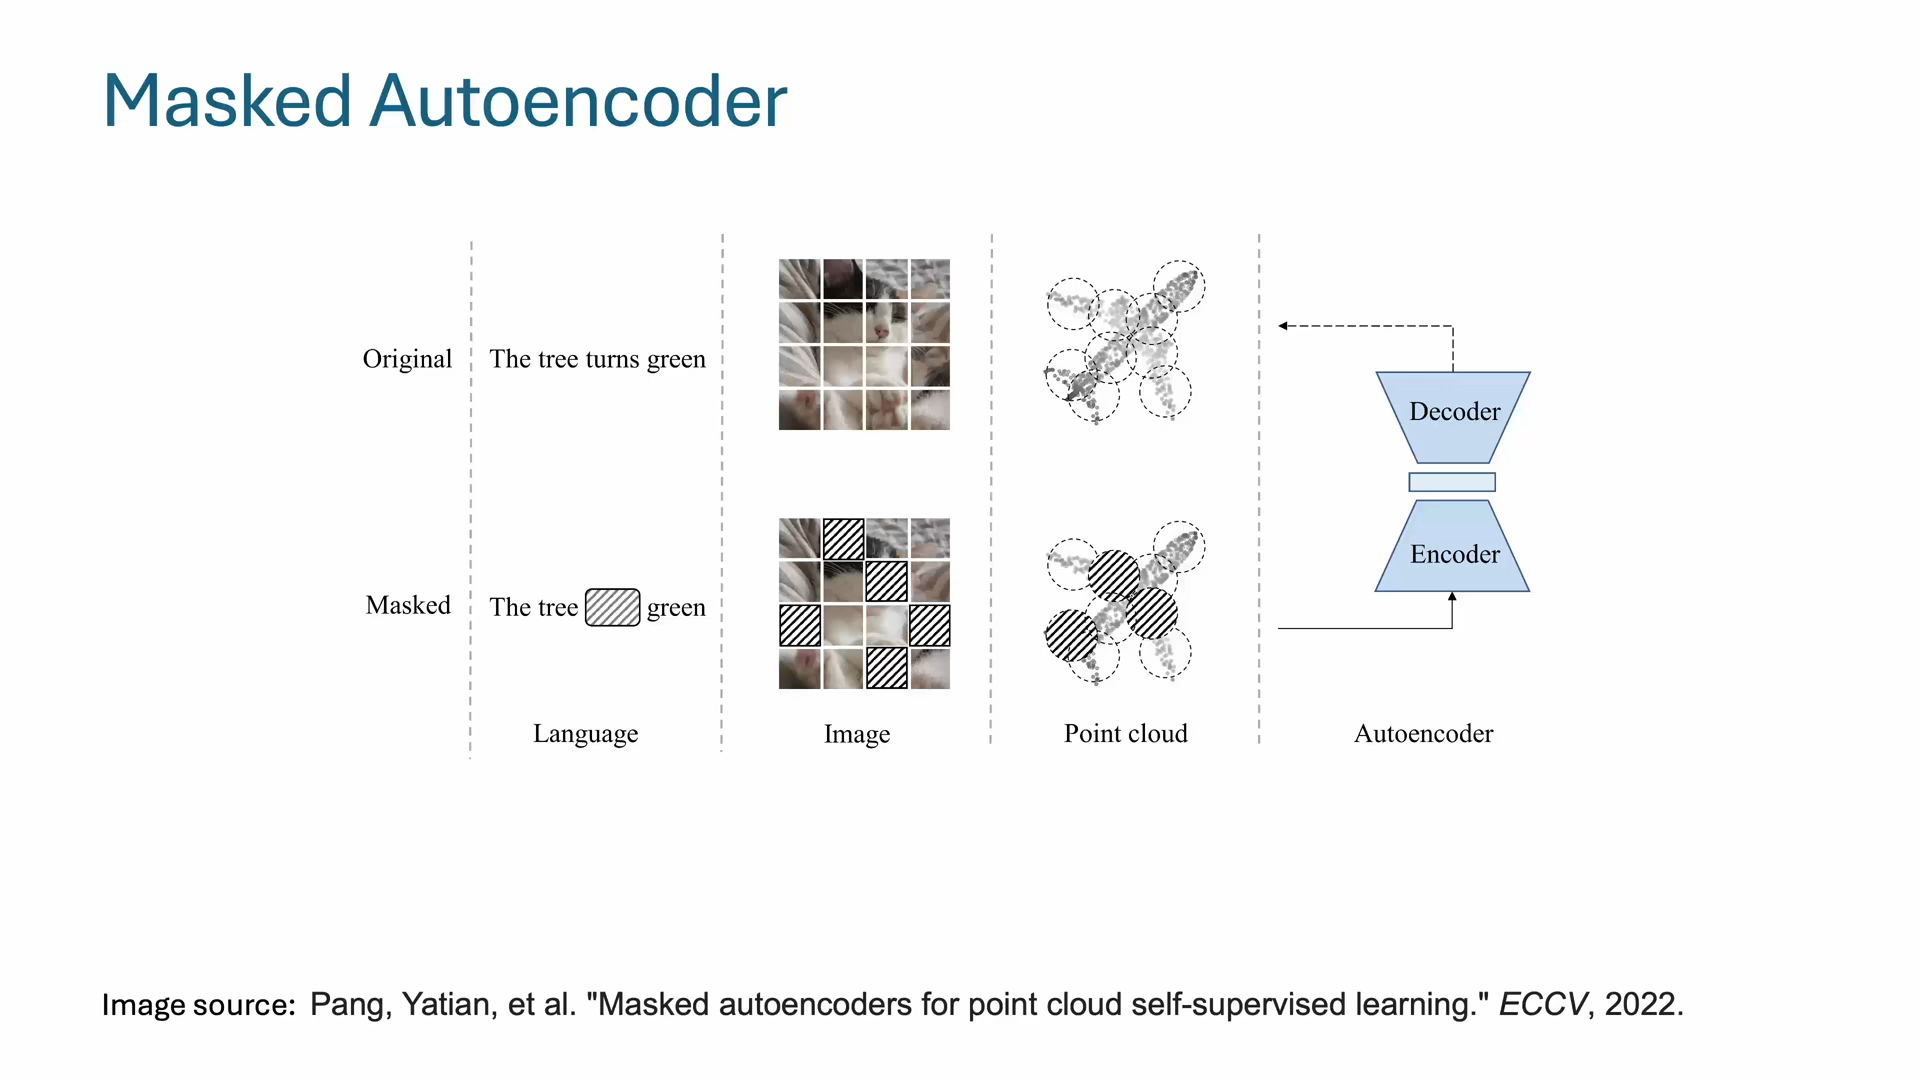 Masked Autoencoder
Original
The tree turns green
Decoder
Encoder
Masked
The tree green
Language
Image
Point cloud
Autoencoder
Image source: Pang, Yatian, et al. "Masked autoencoders for point cloud self-supervised learning." ECCV, 2022.